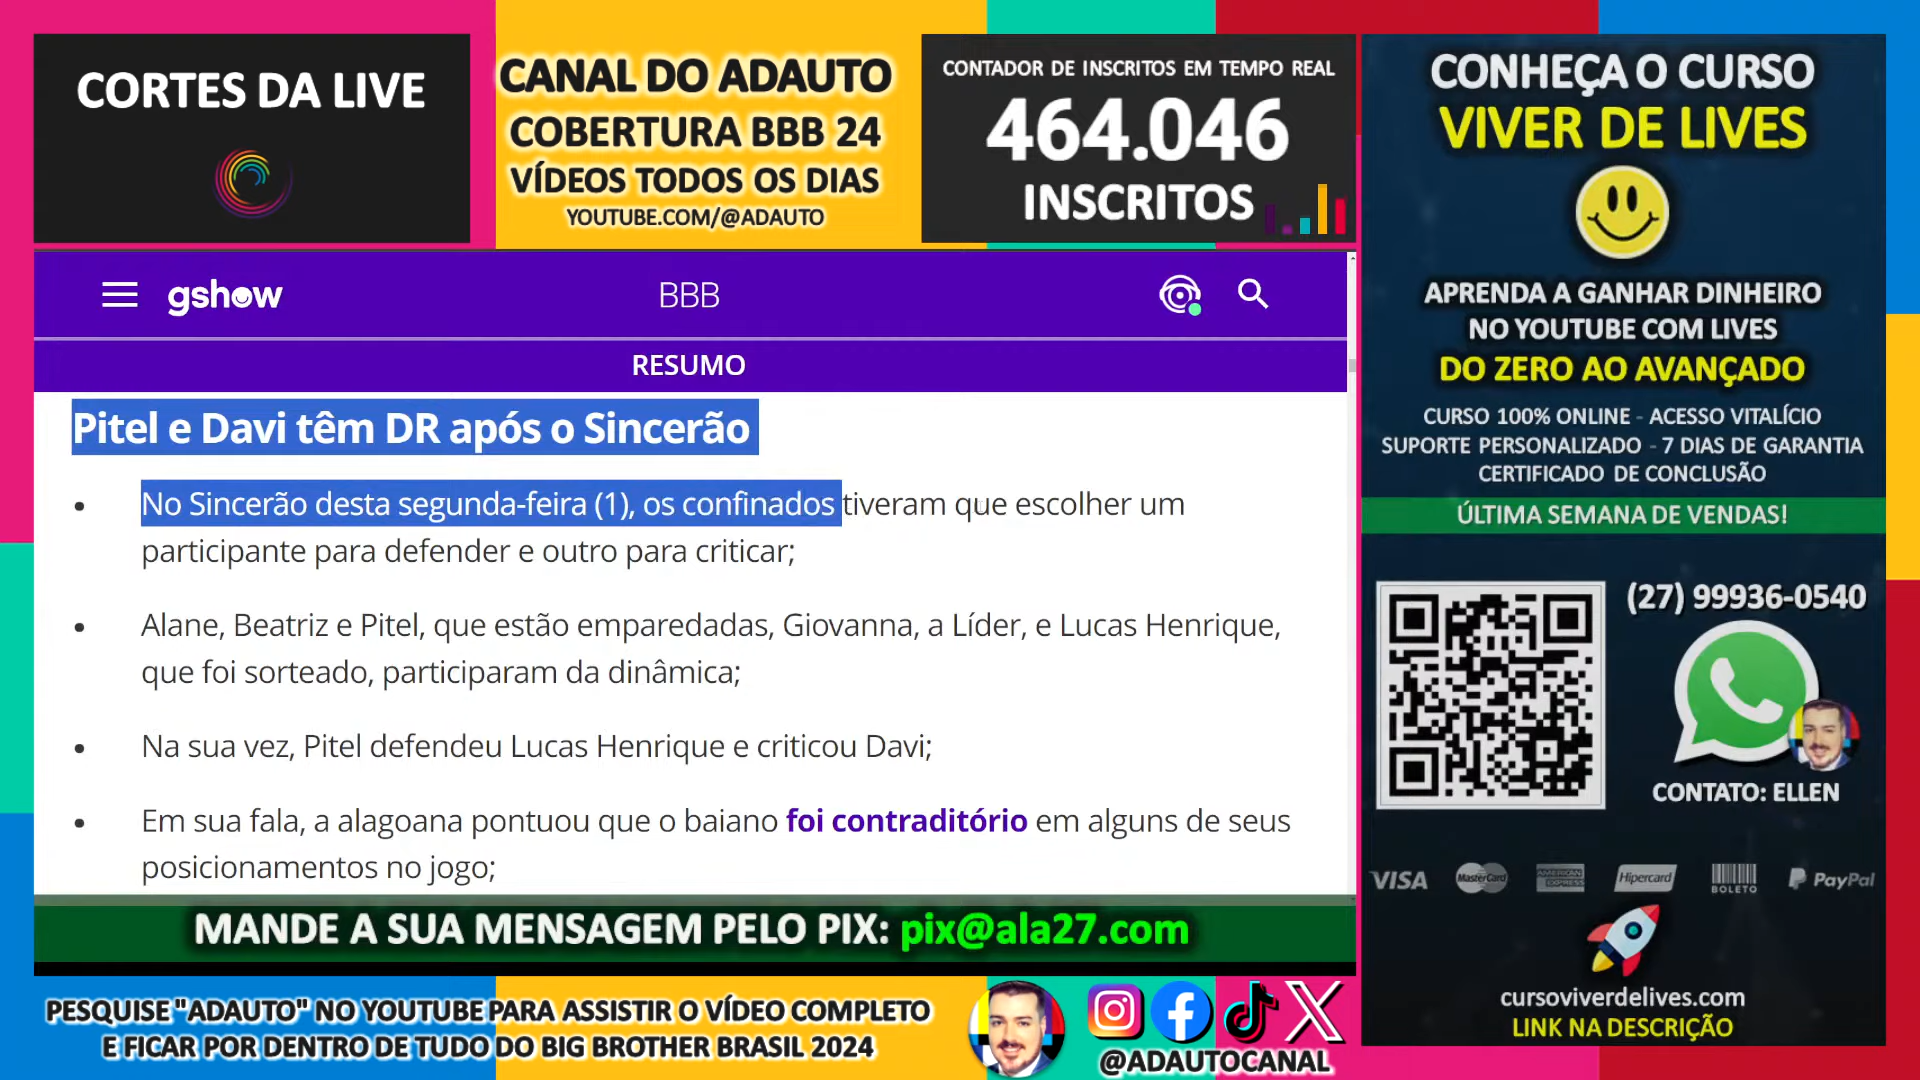 CORTES DA LIVE
CANAL DO ADAUTO
COBERTURA BBB 24
VÍDEOS TODOS OS DIAS
YOUTUBE.COM/@ADAUTO
CONTADOR DE INSCRITOS EM TEMPO REAL
464.046
INSCRITOS
CONHEÇA O CURSO
VIVER DE LIVES
APRENDA A GANHAR DINHEIRO
NO YOUTUBE COM LIVES
DO ZERO AO AVANÇADO
CURSO 100% ONLINE - ACESSO VITALÍCIO
SUPORTE PERSONALIZADO - 7 DIAS DE GARANTIA
CERTIFICADO DE CONCLUSÃO
ÚLTIMA SEMANA DE VENDAS!
(27) 99936-0540
CONTATO: ELLEN
VISA MasterCard AMERICAN EXPRESS Hipercard BOLETO PayPal
cursoviverdelives.com
LINK NA DESCRIÇÃO
gshow BBB
RESUMO
Pitel e Davi têm DR após o Sincerão
• No Sincerão desta segunda-feira (1), os confinados tiveram que escolher um
participante para defender e outro para criticar;
• Alane, Beatriz e Pitel, que estão emparedadas, Giovanna, a Líder, e Lucas Henrique,
que foi sorteado, participaram da dinâmica;
• Na sua vez, Pitel defendeu Lucas Henrique e criticou Davi;
• Em sua fala, a alagoana pontuou que o baiano foi contraditório em alguns de seus
posicionamentos no jogo;
MANDE A SUA MENSAGEM PELO PIX: pix@ala27.com
PESQUISE "ADAUTO" NO YOUTUBE PARA ASSISTIR O VÍDEO COMPLETO
E FICAR POR DENTRO DE TUDO DO BIG BROTHER BRASIL 2024
@ADAUTOCANAL